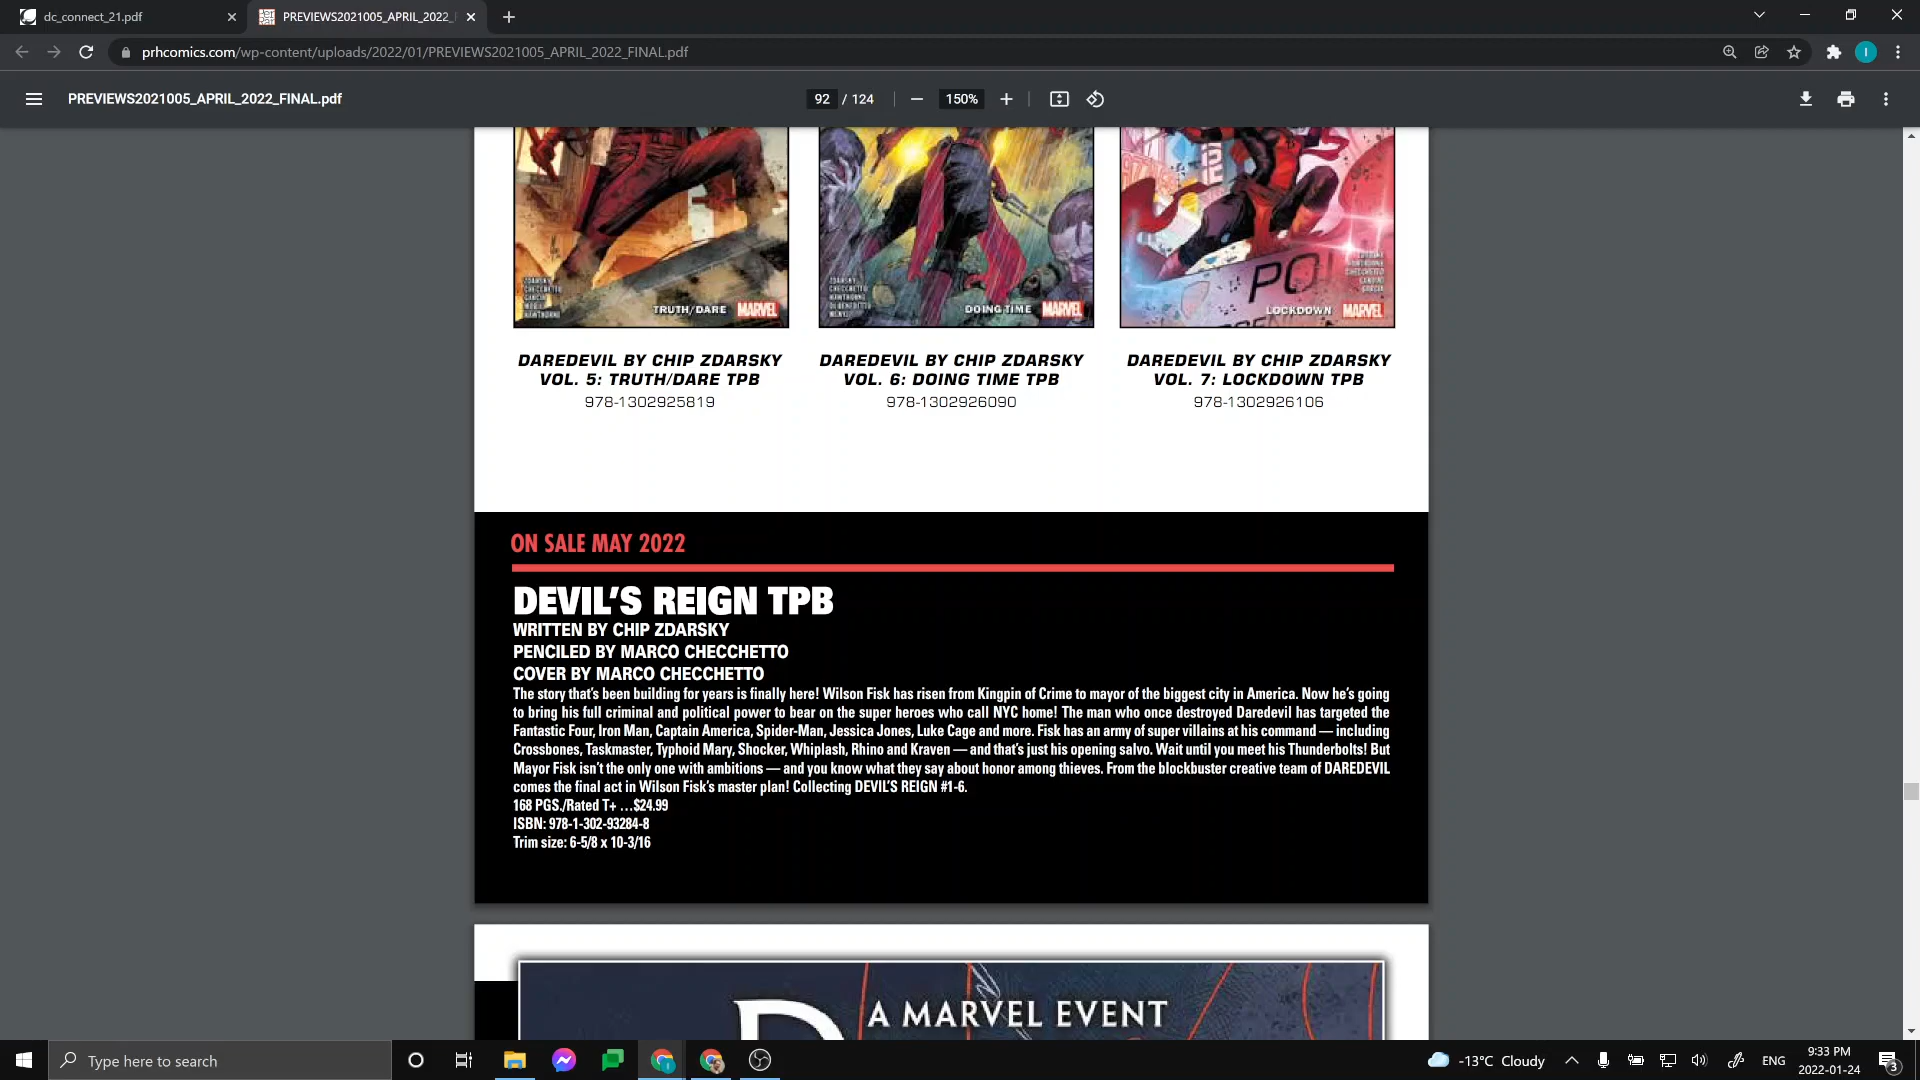 dc_connect_21.pdf
PREVIEWS2021005_APRIL_2022_F
prhcomics.com/wp-content/uploads/2022/01/PREVIEWS2021005_APRIL_2022_FINAL.pdf
I
PREVIEWS2021005_APRIL_2022_FINAL.pdf
92 / 124
150%
ZDARSKY
CHECCHETTO
HAWTHORNE
TRUTH/DARE MARVEL
ZDARSKY
CHECCHETTO
HAWTHORNE
DOING TIME MARVEL
PO
CHECCHETTO
LOCKDOWN MARVEL
DAREDEVIL BY CHIP ZDARSKY
VOL. 5: TRUTH/DARE TPB
978-1302925819
DAREDEVIL BY CHIP ZDARSKY
VOL. 6: DOING TIME TPB
978-1302926090
DAREDEVIL BY CHIP ZDARSKY
VOL. 7: LOCKDOWN TPB
978-1302926106
ON SALE MAY 2022
DEVIL'S REIGN TPB
WRITTEN BY CHIP ZDARSKY
PENCILED BY MARCO CHECCHETTO
COVER BY MARCO CHECCHETTO
The story that's been building for years is finally here! Wilson Fisk has risen from Kingpin of Crime to mayor of the biggest city in America. Now he's going
to bring his full criminal and political power to bear on the super heroes who call NYC home! The man who once destroyed Daredevil has targeted the
Fantastic Four, Iron Man, Captain America, Spider-Man, Jessica Jones, Luke Cage and more. Fisk has an army of super villains at his command — including
Crossbones, Taskmaster, Typhoid Mary, Shocker, Whiplash, Rhino and Kraven — and that's just his opening salvo. Wait until you meet his Thunderbolts! But
Mayor Fisk isn't the only one with ambitions — and you know what they say about honor among thieves. From the blockbuster creative team of DAREDEVIL
comes the final act in Wilson Fisk's master plan! Collecting DEVIL'S REIGN #1-6.
168 PGS./Rated T+ …$24.99
ISBN: 978-1-302-93284-8
Trim size: 6-5/8 x 10-3/16
A MARVEL EVENT
Type here to search
-13°C Cloudy
ENG
9:33 PM
2022-01-24
3